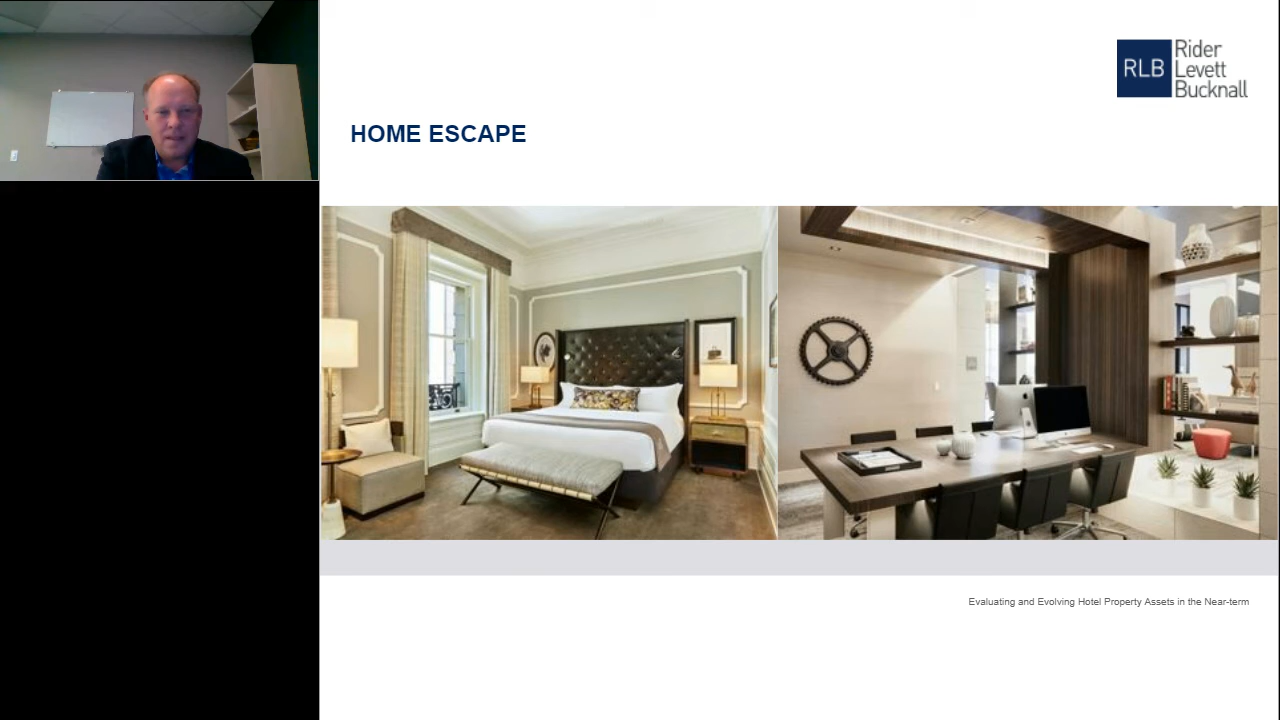 RLB
Rider
Levett
Bucknall
HOME ESCAPE
Evaluating and Evolving Hotel Property Assets in the Near-term